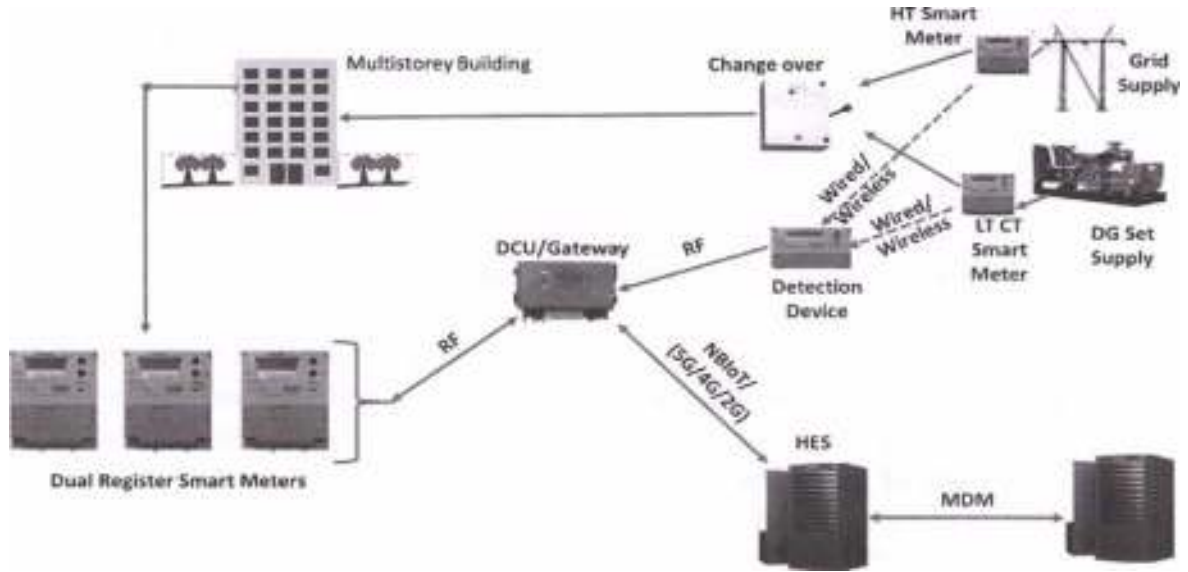 HT Smart
Meter
Multistorey Building
Change over
Grid
Supply
Wired/
Wireless
Wired/
Wireless
LT CT
Smart
Meter
DG Set
Supply
DCU/Gateway
RF
Detection
Device
RF
NBIoT/
(5G/4G/2G)
HES
Dual Register Smart Meters
MDM